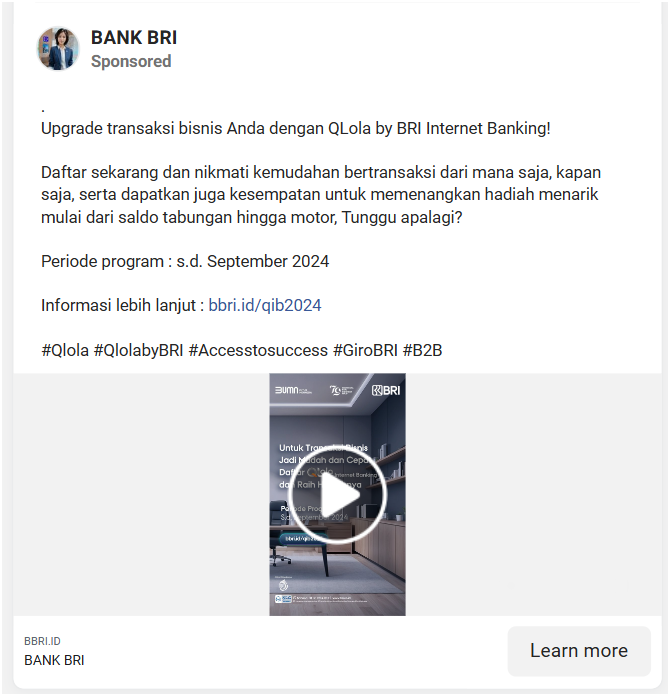 BANK BRI
Sponsored
.
Upgrade transaksi bisnis Anda dengan QLola by BRI Internet Banking!
Daftar sekarang dan nikmati kemudahan bertransaksi dari mana saja, kapan
saja, serta dapatkan juga kesempatan untuk memenangkan hadiah menarik
mulai dari saldo tabungan hingga motor, Tunggu apalagi?
Periode program : s.d. September 2024
Informasi lebih lanjut : bbri.id/qib2024
#Qlola #QlolabyBRI #Accesstosuccess #GiroBRI #B2B
BUMN
BRI
Untuk Transaksi Bisnis
Jadi Mudah dan Cepat
Daftar Qlola Internet Banking
dan Raih
Periode
S.d. September 2024
BBRI.ID
BANK BRI
Learn more